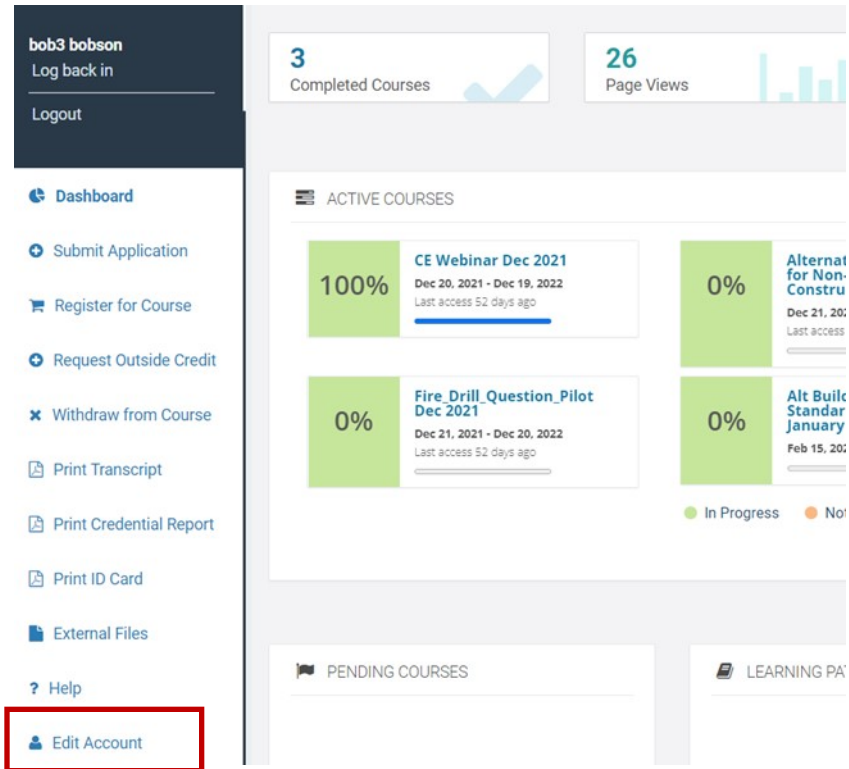 bob3 bobson
Log back in
Logout
Dashboard
Submit Application
Register for Course
Request Outside Credit
Withdraw from Course
Print Transcript
Print Credential Report
Print ID Card
External Files
? Help
Edit Account
3
Completed Courses
26
Page Views
ACTIVE COURSES
100%
CE Webinar Dec 2021
Dec 20, 2021 - Dec 19, 2022
Last access 52 days ago
0%
Alternat
for Non-
Constru
Dec 21, 202
Last access
0%
Fire_Drill_Question_Pilot
Dec 2021
Dec 21, 2021 - Dec 20, 2022
Last access 52 days ago
0%
Alt Build
Standar
January
Feb 15, 202
In Progress
Not
PENDING COURSES
LEARNING PAT